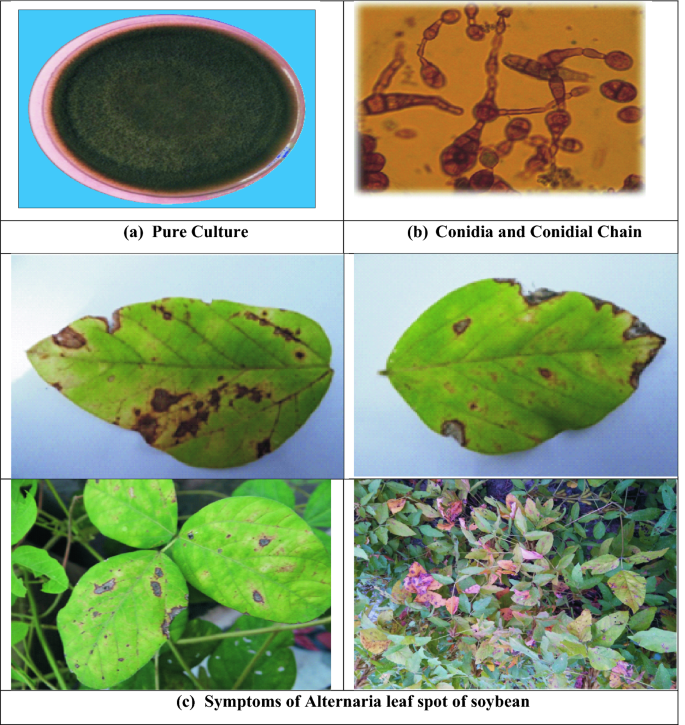 (a) Pure Culture
(b) Conidia and Conidial Chain
(c) Symptoms of Alternaria leaf spot of soybean